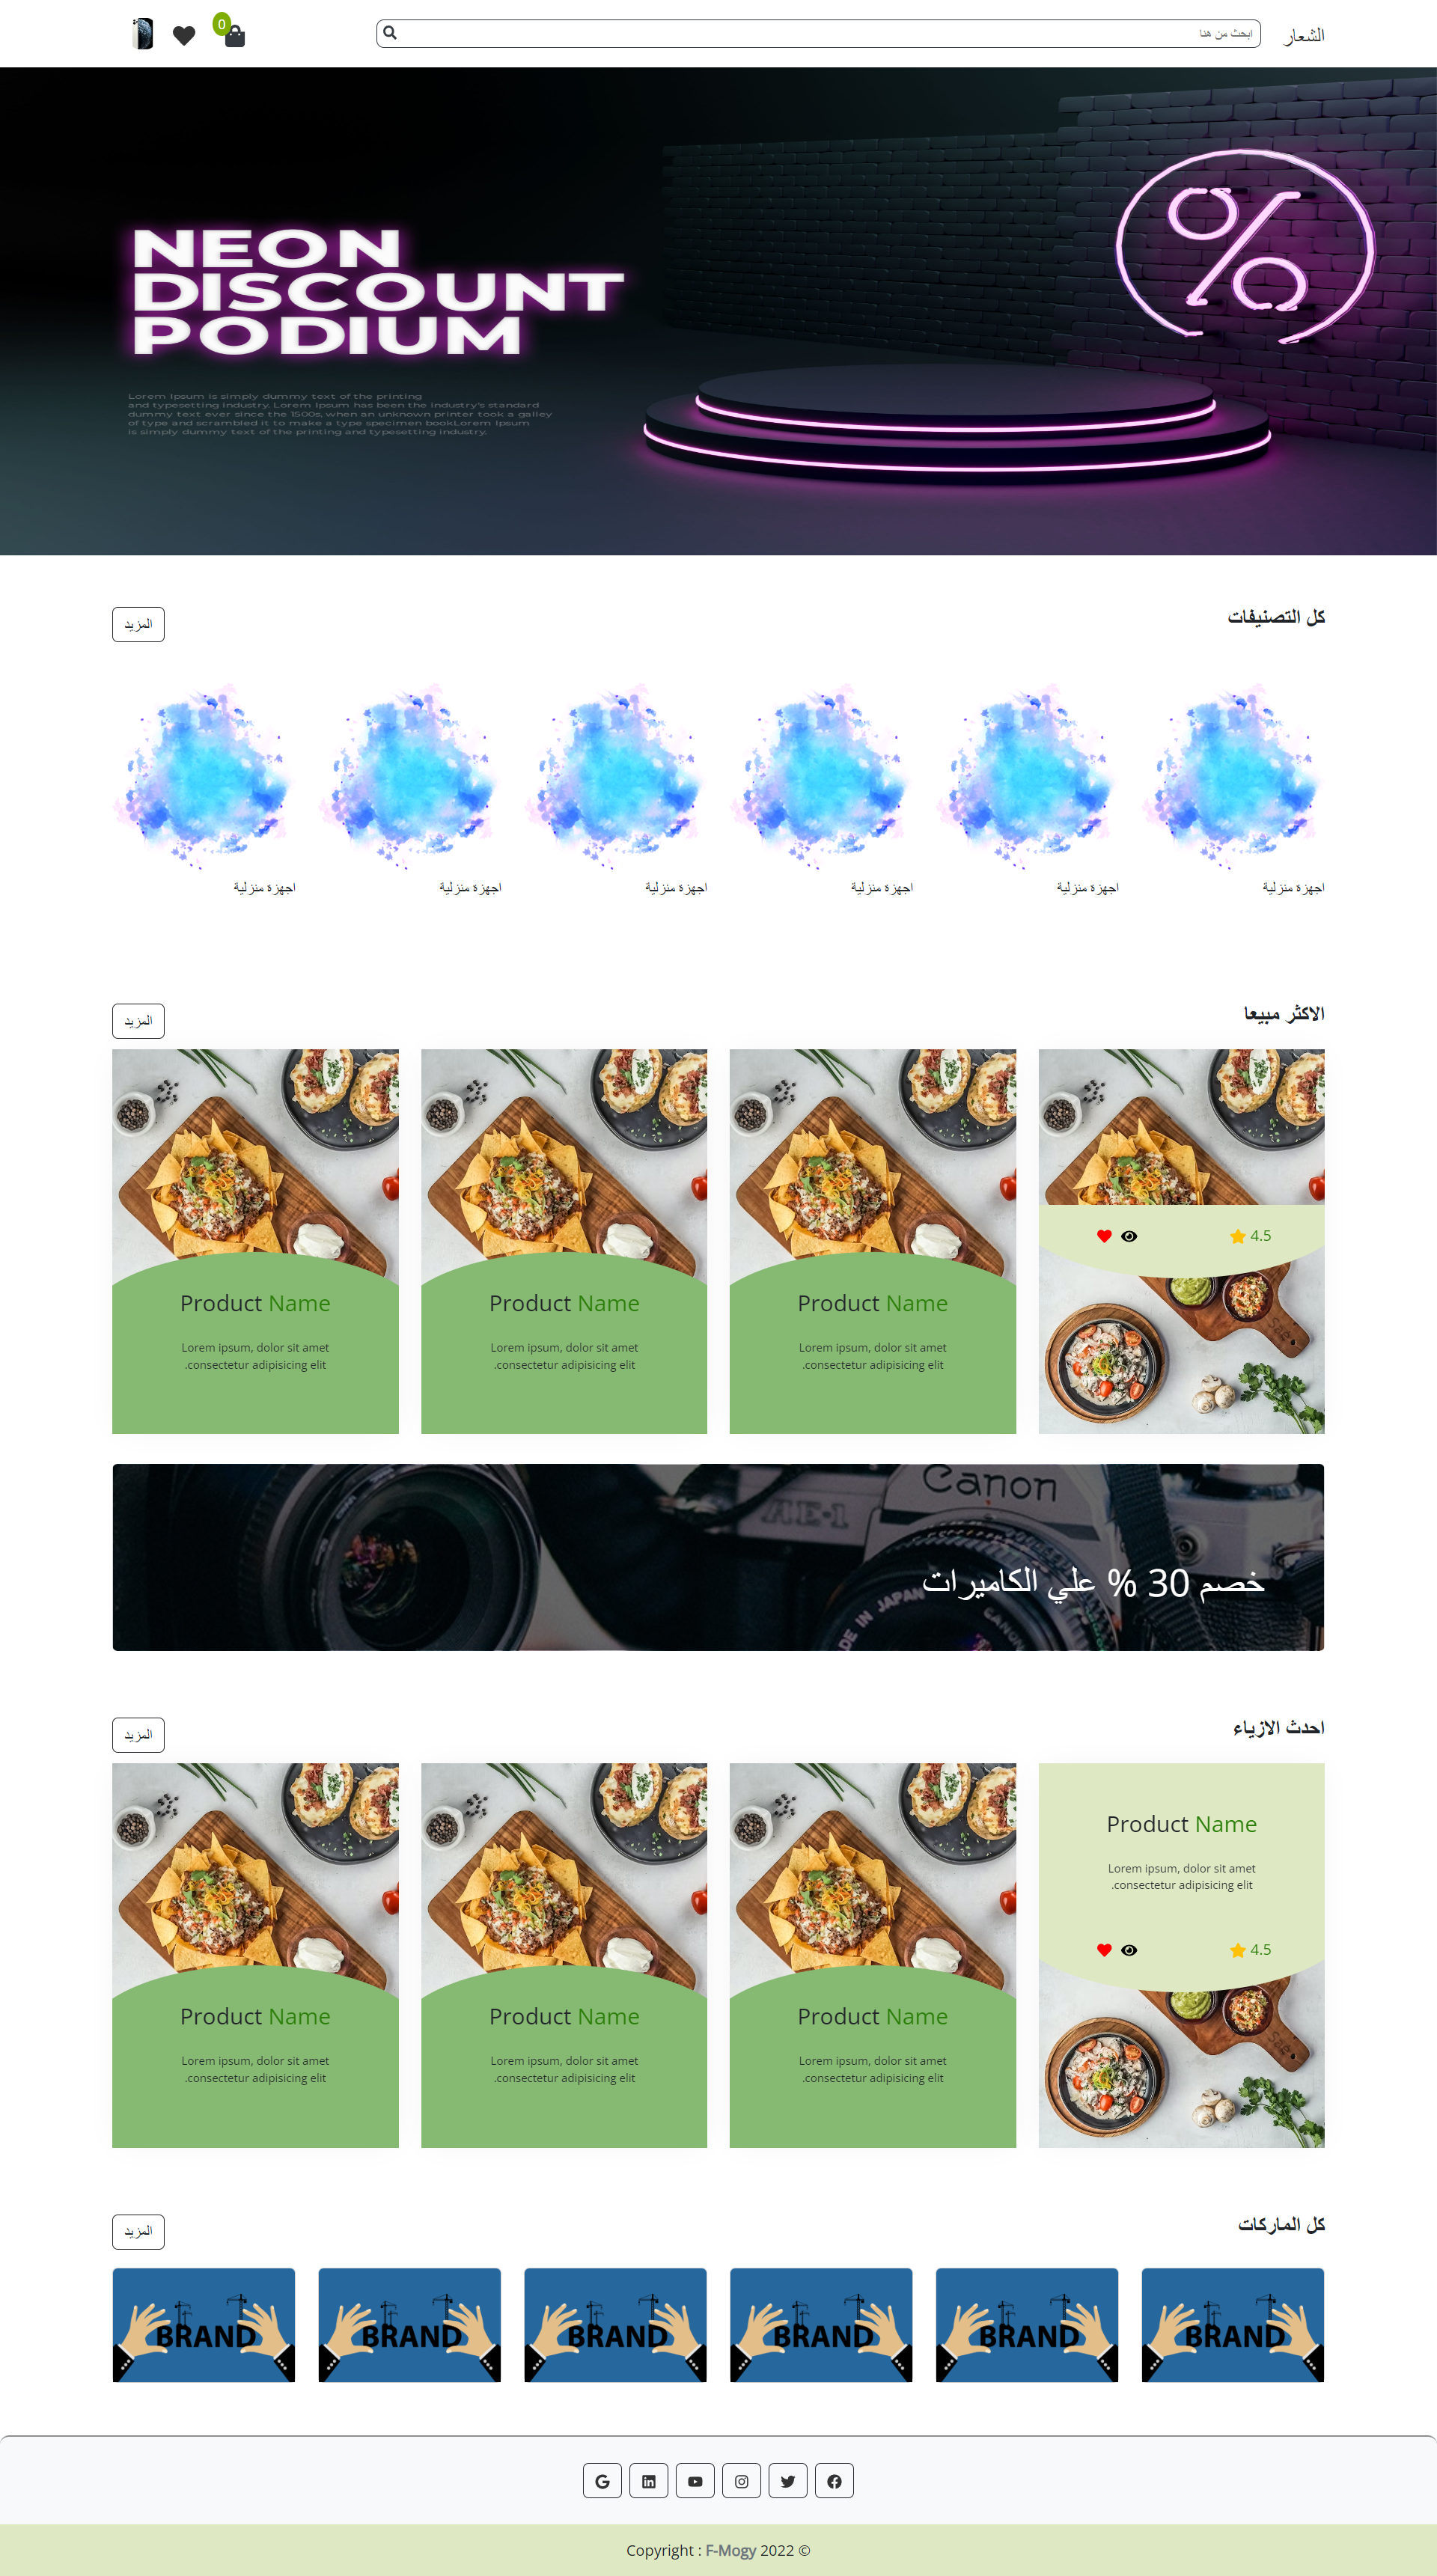 الشعار
ابحث من هنا
0
NEON
DISCOUNT
PODIUM
Lorem Ipsum is simply dummy text of the printing
and typesetting industry. Lorem Ipsum has been the industry's standard
dummy text ever since the 1500s, when an unknown printer took a galley
of type and scrambled it to make a type specimen bookLorem Ipsum
is simply dummy text of the printing and typesetting industry.
كل التصنيفات
المزيد
اجهزة منزلية
اجهزة منزلية
اجهزة منزلية
اجهزة منزلية
اجهزة منزلية
اجهزة منزلية
الاكثر مبيعا
المزيد
4.5
Product Name
Lorem ipsum, dolor sit amet
.consectetur adipisicing elit
Product Name
Lorem ipsum, dolor sit amet
.consectetur adipisicing elit
Product Name
Lorem ipsum, dolor sit amet
.consectetur adipisicing elit
Canon
AE-1
خصم 30 % علي الكاميرات
DE IN JAPAN
CANON
احدث الازياء
المزيد
Product Name
Lorem ipsum, dolor sit amet
.consectetur adipisicing elit
4.5
Product Name
Lorem ipsum, dolor sit amet
.consectetur adipisicing elit
Product Name
Lorem ipsum, dolor sit amet
.consectetur adipisicing elit
Product Name
Lorem ipsum, dolor sit amet
.consectetur adipisicing elit
كل الماركات
المزيد
BRAND
BRAND
BRAND
BRAND
BRAND
BRAND
Copyright : F-Mogy 2022 ©